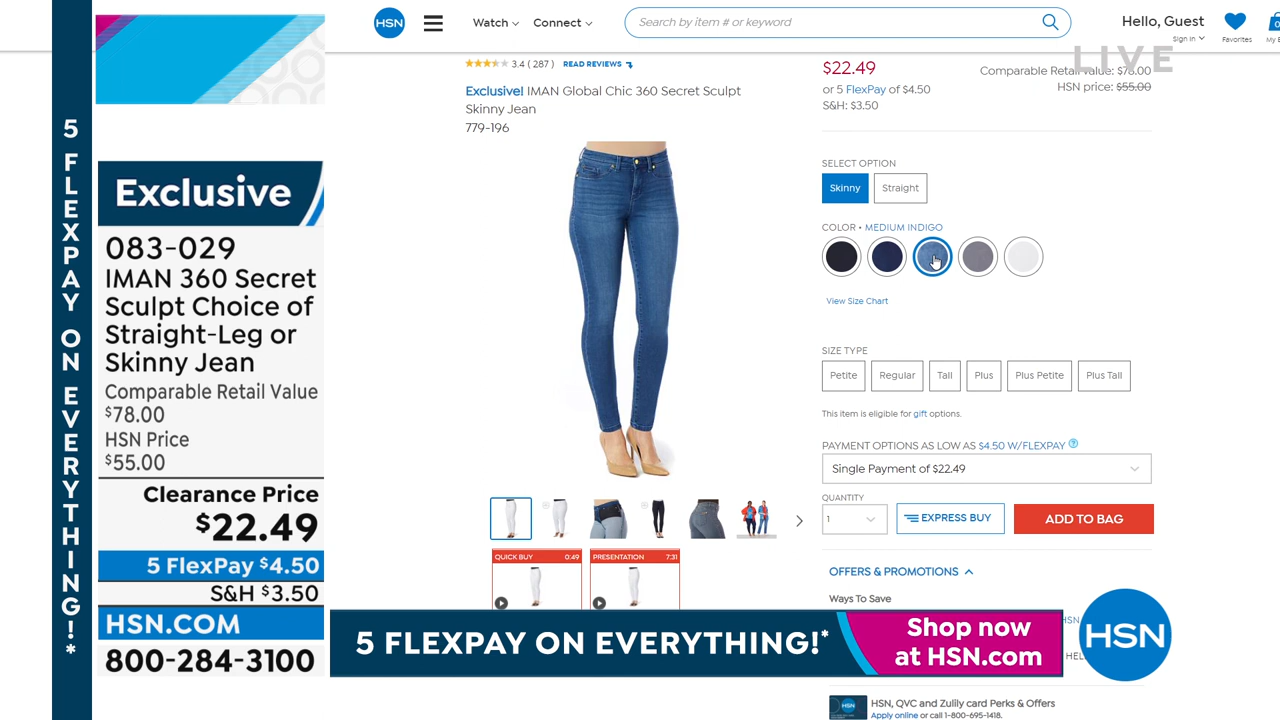 5 FLEXPAY ON EVERYTHING!*
Exclusive
083-029
IMAN 360 Secret
Sculpt Choice of
Straight-Leg or
Skinny Jean
Comparable Retail Value
$78.00
HSN Price
$55.00
Clearance Price
$22.49
5 FlexPay $4.50
S&H $3.50
HSN.COM
800-284-3100
HSN
Watch
Connect
Search by item # or keyword
Hello, Guest
Sign In
Favorites
LIVE
3.4 ( 287 ) READ REVIEWS
Exclusive! IMAN Global Chic 360 Secret Sculpt
Skinny Jean
779-196
$22.49
or 5 FlexPay of $4.50
S&H: $3.50
Comparable Retail Value: $78.00
HSN price: $55.00
SELECT OPTION
Skinny
Straight
COLOR • MEDIUM INDIGO
View Size Chart
SIZE TYPE
Petite
Regular
Tall
Plus
Plus Petite
Plus Tall
This item is eligible for gift options.
PAYMENT OPTIONS AS LOW AS $4.50 W/FLEXPAY ?
Single Payment of $22.49
QUANTITY
1
EXPRESS BUY
ADD TO BAG
QUICK BUY 0:49
PRESENTATION 7:31
OFFERS & PROMOTIONS
Ways To Save
5 FLEXPAY ON EVERYTHING!*
Shop now
at HSN.com
HSN
HSN
HSN, QVC and Zulily card Perks & Offers
Apply online or call 1-800-695-1418.